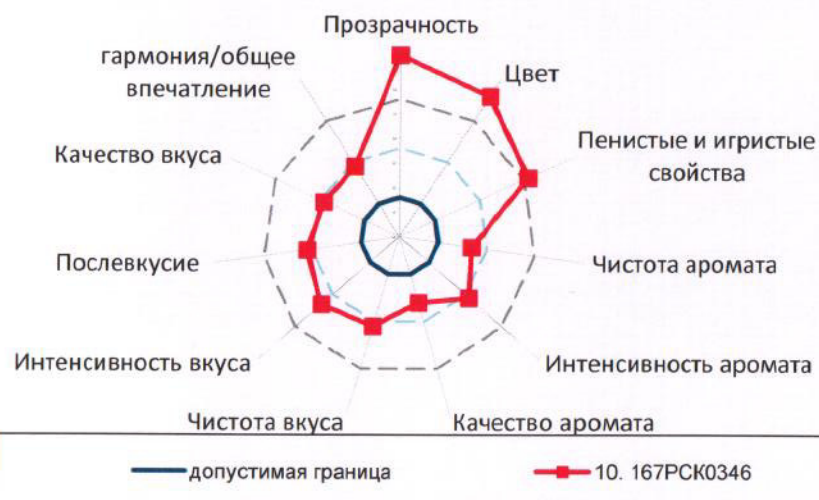 Прозрачность
гармония/общее
впечатление
Цвет
Качество вкуса
Пенистые и игристые
свойства
Послевкусие
Чистота аромата
Интенсивность вкуса
Интенсивность аромата
Чистота вкуса
Качество аромата
допустимая граница
10. 167РСК0346